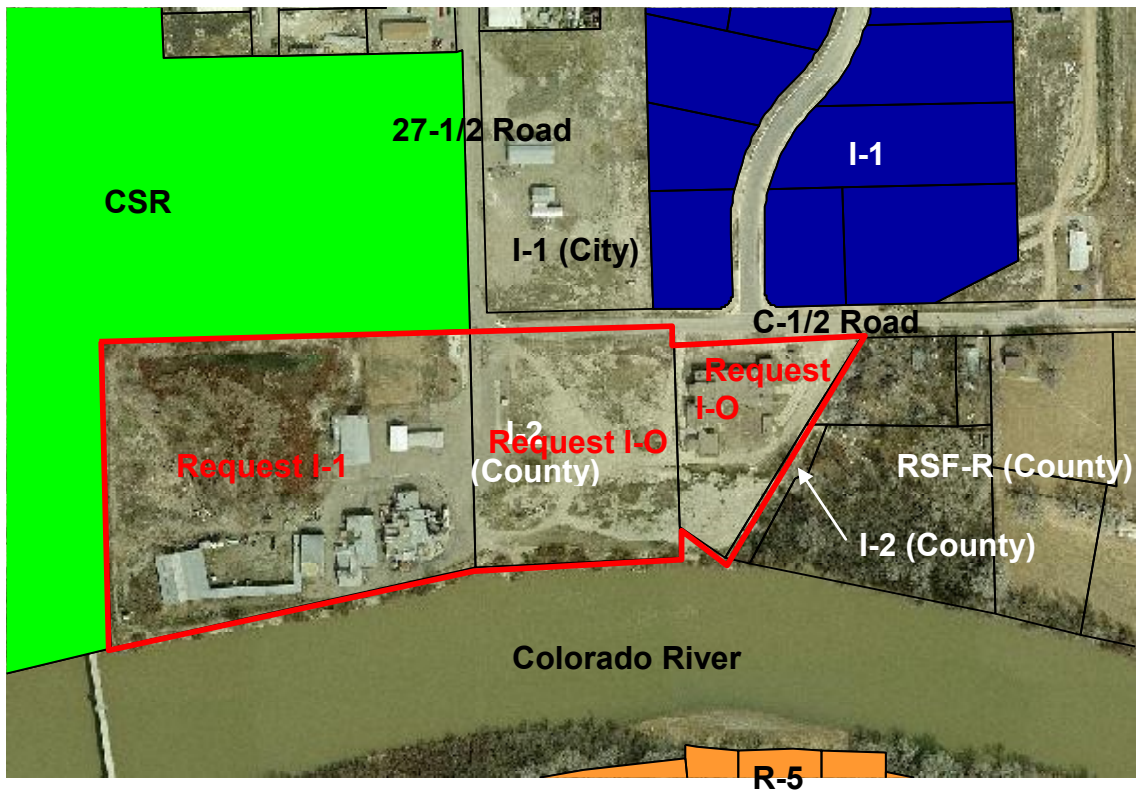 27-1/2 Road
I-1
CSR
I-1 (City)
C-1/2 Road
Request
I-O
I-2
(County)
Request I-O
Request I-1
RSF-R (County)
I-2 (County)
Colorado River
R-5